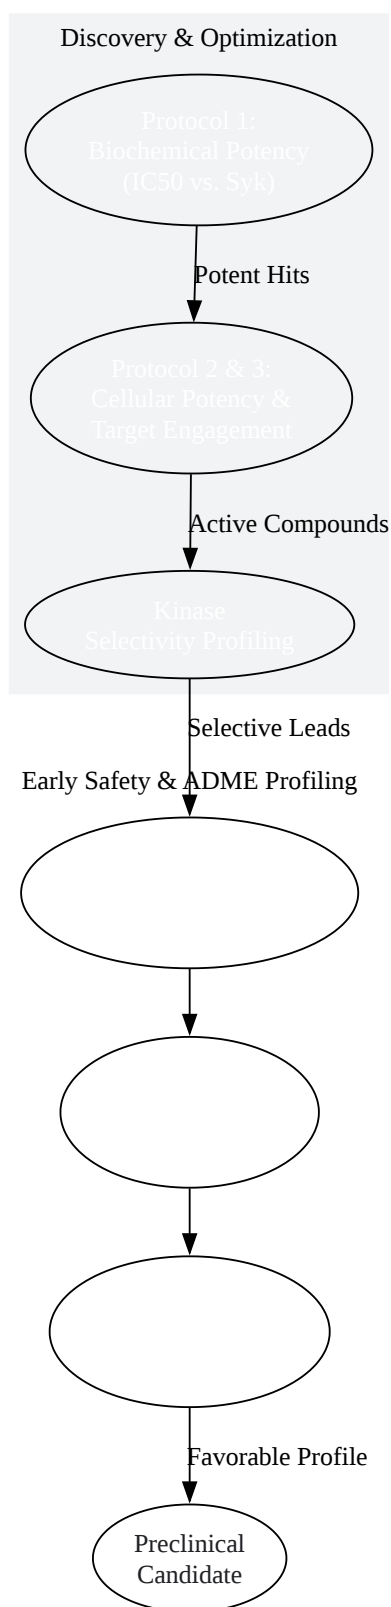 Discovery & Optimization
Protocol 1:
Biochemical Potency
(IC50 vs. Syk)
Potent Hits
Protocol 2 & 3:
Cellular Potency &
Target Engagement
Active Compounds
Kinase
Selectivity Profiling
Selective Leads
Early Safety & ADME Profiling
Favorable Profile
Preclinical
Candidate